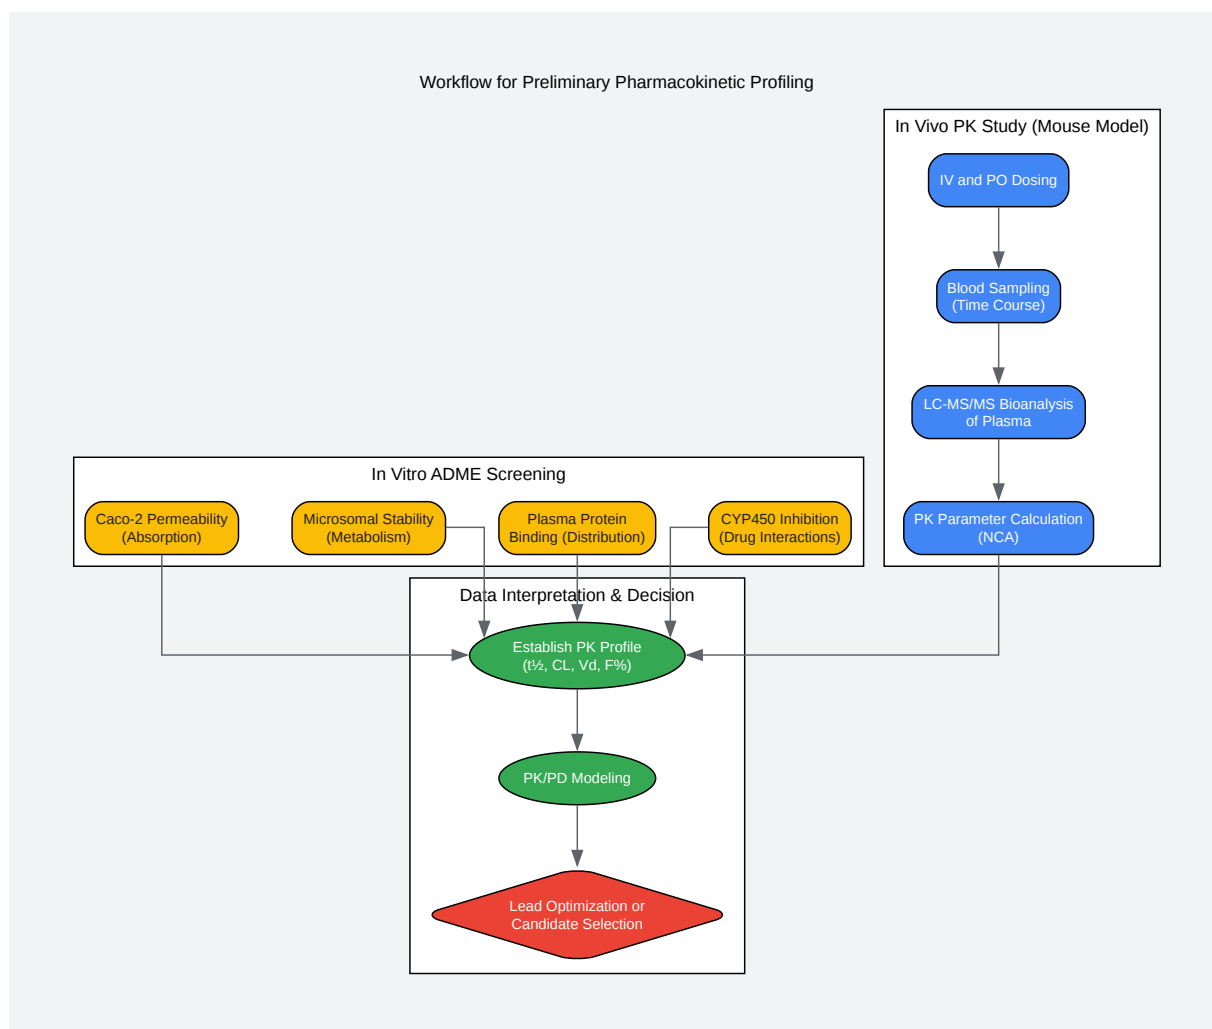 Workflow for Preliminary Pharmacokinetic Profiling
In Vivo PK Study (Mouse Model)
IV and PO Dosing
Blood Sampling
(Time Course)
LC-MS/MS Bioanalysis
of Plasma
PK Parameter Calculation
(NCA)
In Vitro ADME Screening
Caco-2 Permeability
(Absorption)
Microsomal Stability
(Metabolism)
Plasma Protein
Binding (Distribution)
CYP450 Inhibition
(Drug Interactions)
Data Interpretation & Decision
Establish PK Profile
(t½, CL, Vd, F%)
PK/PD Modeling
Lead Optimization or
Candidate Selection